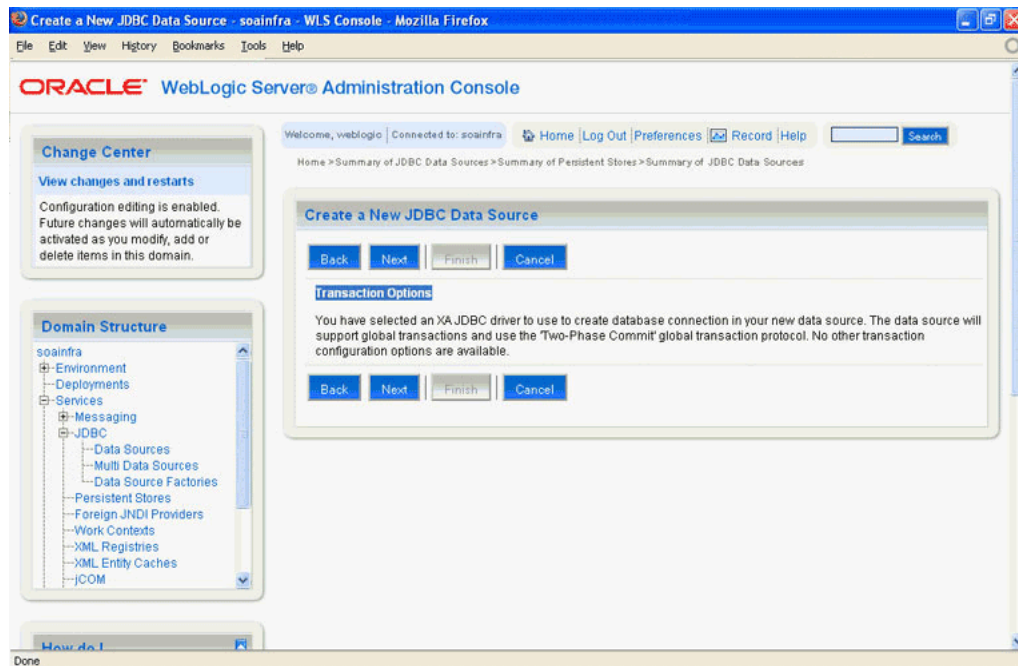 Create a New JDBC Data Source - soainfra - WLS Console - Mozilla Firefox
File Edit View History Bookmarks Tools Help
ORACLE WebLogic Server® Administration Console
Welcome, weblogic Connected to: soainfra Home Log Out Preferences Record Help Search
Home >Summary of JDBC Data Sources >Summary of Persistent Stores >Summary of JDBC Data Sources
Change Center
View changes and restarts
Configuration editing is enabled.
Future changes will automatically be
activated as you modify, add or
delete items in this domain.
Domain Structure
soainfra
Environment
Deployments
Services
Messaging
JDBC
Data Sources
Multi Data Sources
Data Source Factories
Persistent Stores
Foreign JNDI Providers
Work Contexts
XML Registries
XML Entity Caches
jCOM
How do I
Create a New JDBC Data Source
Back Next Finish Cancel
Transaction Options
You have selected an XA JDBC driver to use to create database connection in your new data source. The data source will
support global transactions and use the 'Two-Phase Commit' global transaction protocol. No other transaction
configuration options are available.
Back Next Finish Cancel
Done